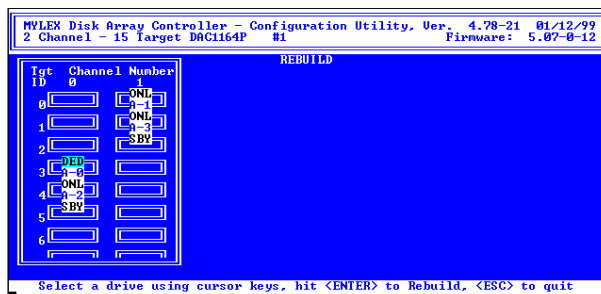 MYLEX Disk Array Controller - Configuration Utility, Ver. 4.78-21 01/12/99
2 Channel - 15 Target DAC1164P #1 Firmware: 5.07-0-12
REBUILD
Tgt Channel Number
ID 0 1
ONL
0 A-1
ONL
1 A-3
SBY
2
DED
3 A-0
ONL
4 A-2
SBY
5
6
Select a drive using cursor keys, hit <ENTER> to Rebuild, <ESC> to quit